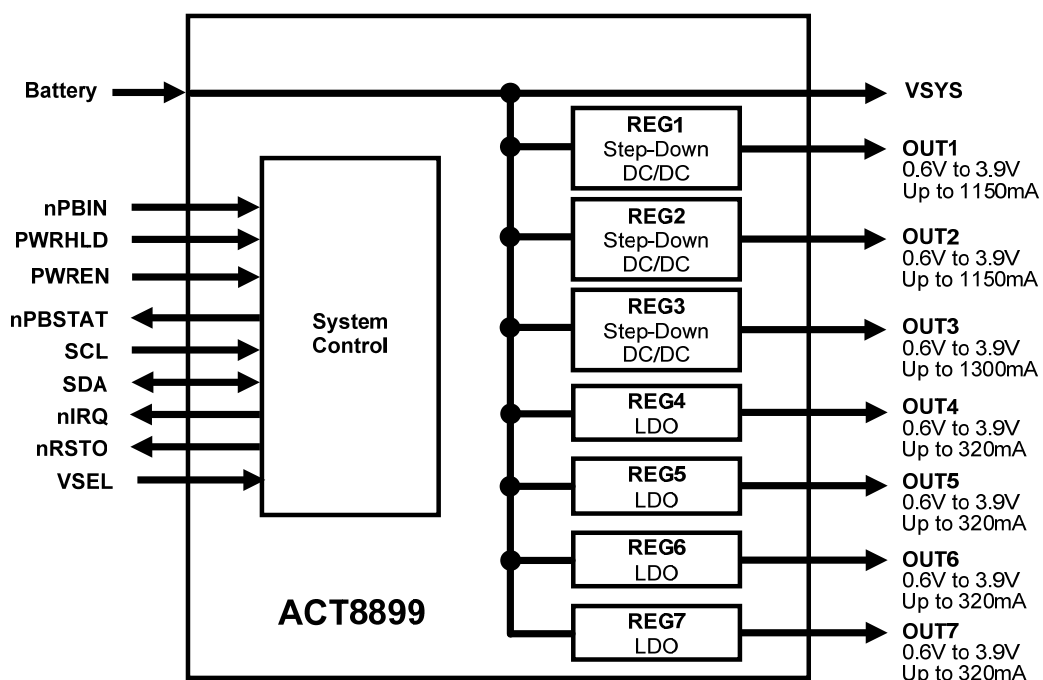 Battery
VSYS
REG1
Step-Down
DC/DC
OUT1
0.6V to 3.9V
Up to 1150mA
nPBIN
PWRHLD
PWREN
nPBSTAT
SCL
SDA
nIRQ
nRSTO
VSEL
System
Control
REG2
Step-Down
DC/DC
OUT2
0.6V to 3.9V
Up to 1150mA
REG3
Step-Down
DC/DC
OUT3
0.6V to 3.9V
Up to 1300mA
REG4
LDO
OUT4
0.6V to 3.9V
Up to 320mA
REG5
LDO
OUT5
0.6V to 3.9V
Up to 320mA
REG6
LDO
OUT6
0.6V to 3.9V
Up to 320mA
REG7
LDO
OUT7
0.6V to 3.9V
Up to 320mA
ACT8899